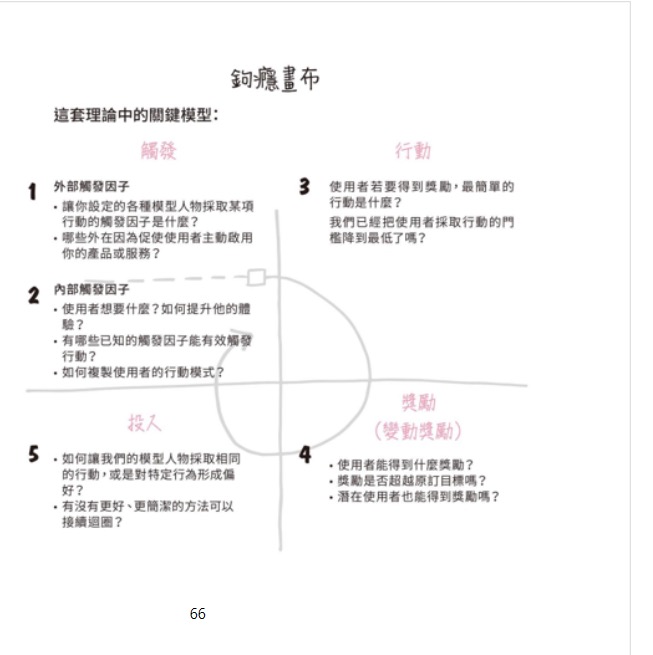 鉤癮畫布
這套理論中的關鍵模型：
觸發
1
外部觸發因子
・讓你設定的各種模型人物採取某項
行動的觸發因子是什麼？
・哪些外在因為促使使用者主動啟用
你的產品或服務？
2
內部觸發因子
・使用者想要什麼？如何提升他的體
驗？
・有哪些已知的觸發因子能有效觸發
行動？
・如何複製使用者的行動模式？
行動
3
使用者若要得到獎勵，最簡單的
行動是什麼？
我們已經把使用者採取行動的門
檻降到最低了嗎？
獎勵
（變動獎勵）
4
・使用者能得到什麼獎勵？
・獎勵是否超越原訂目標嗎？
・潛在使用者也能得到獎勵嗎？
投入
5
・如何讓我們的模型人物採取相同
的行動，或是對特定行為形成偏
好？
・有沒有更好、更簡潔的方法可以
接續迴圈？
66